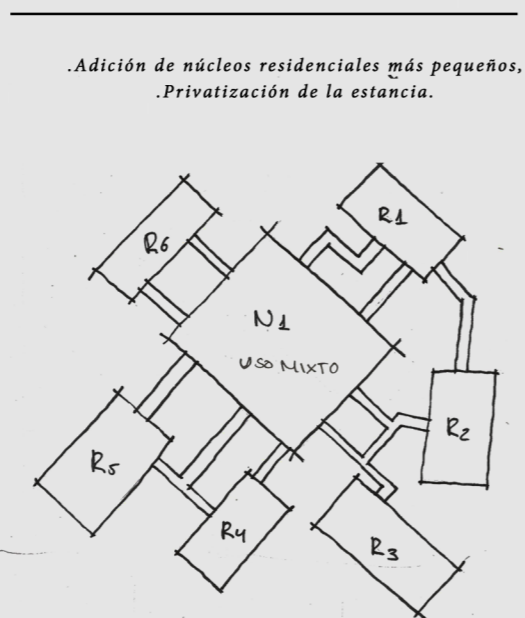 .Adición de núcleos residenciales más pequeños,
.Privatización de la estancia.
R1
R6
N1
USO MIXTO
R2
R5
R4
R3